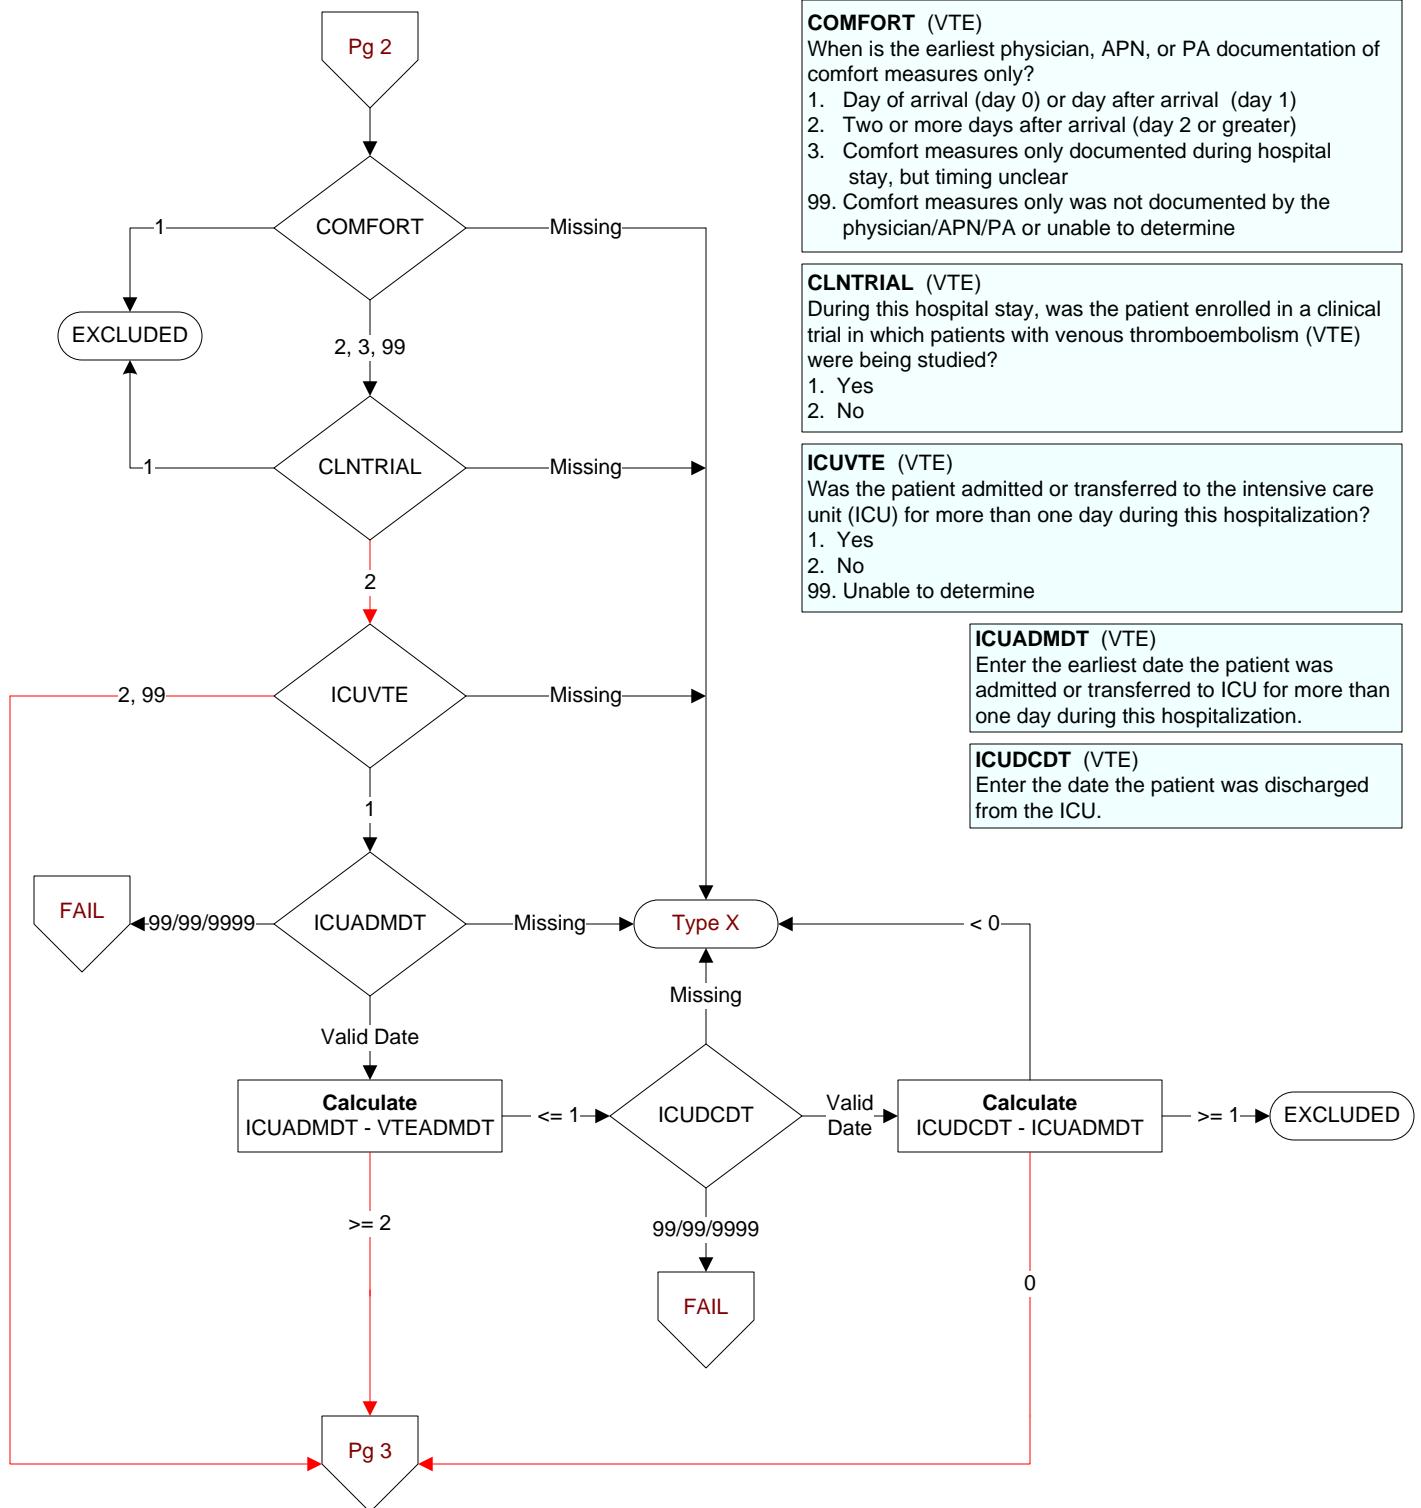 Pg 2
COMFORT (VTE)
When is the earliest physician, APN, or PA documentation of
comfort measures only?
1. Day of arrival (day 0) or day after arrival (day 1)
2. Two or more days after arrival (day 2 or greater)
3. Comfort measures only documented during hospital
stay, but timing unclear
99. Comfort measures only was not documented by the
physician/APN/PA or unable to determine
1
COMFORT
Missing
EXCLUDED
2, 3, 99
CLNTRIAL (VTE)
During this hospital stay, was the patient enrolled in a clinical
trial in which patients with venous thromboembolism (VTE)
were being studied?
1. Yes
2. No
1
CLNTRIAL
Missing
2
ICUVTE (VTE)
Was the patient admitted or transferred to the intensive care
unit (ICU) for more than one day during this hospitalization?
1. Yes
2. No
99. Unable to determine
2, 99
ICUVTE
Missing
1
ICUADMDT (VTE)
Enter the earliest date the patient was
admitted or transferred to ICU for more than
one day during this hospitalization.
ICUDCDT (VTE)
Enter the date the patient was discharged
from the ICU.
FAIL
99/99/9999
ICUADMDT
Missing
Type X
< 0
Missing
Valid Date
Calculate
ICUADMDT - VTEADMDT
<= 1
ICUDCDT
Valid
Date
Calculate
ICUDCDT - ICUADMDT
>= 1
EXCLUDED
>= 2
99/99/9999
0
FAIL
Pg 3